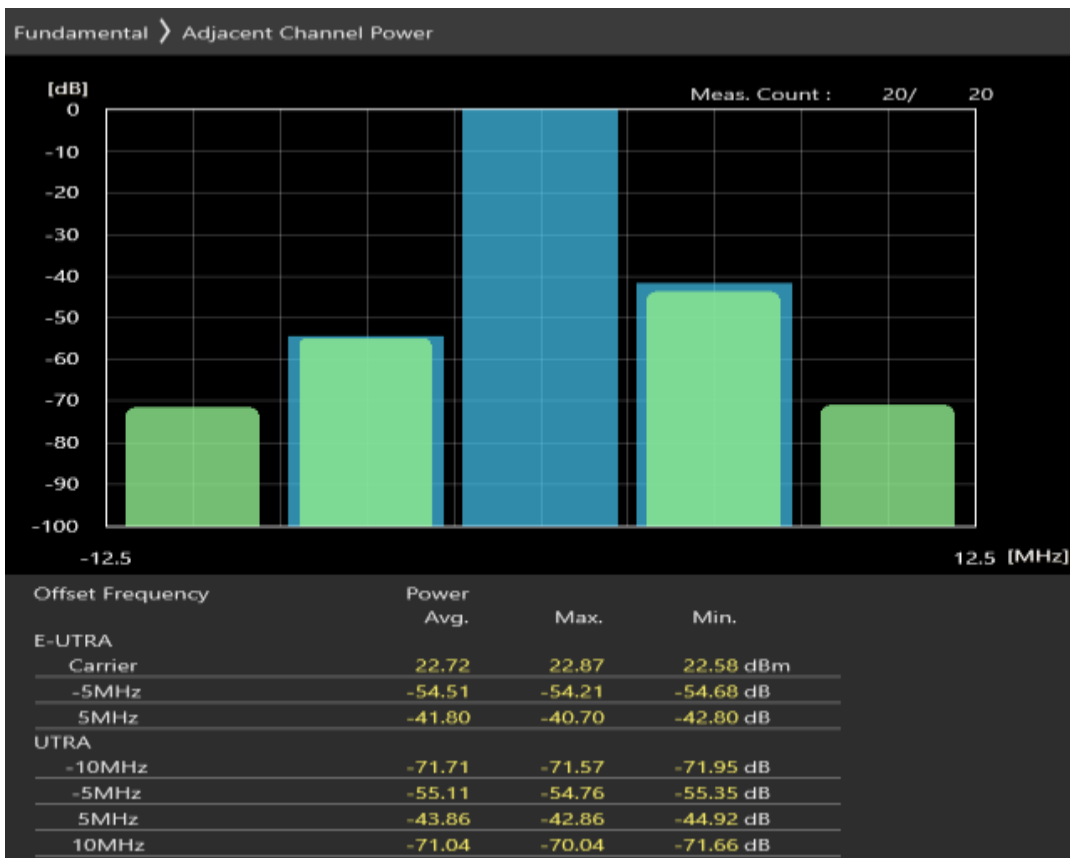 Fundamental 〉 Adjacent Channel Power
[dB]
Meas. Count : 20/ 20
0
-10
-20
-30
-40
-50
-60
-70
-80
-90
-100
-12.5 12.5 [MHz]
Offset Frequency Power
Avg. Max. Min.
E-UTRA
Carrier 22.72 22.87 22.58 dBm
-5MHz -54.51 -54.21 -54.68 dB
5MHz -41.80 -40.70 -42.80 dB
UTRA
-10MHz -71.71 -71.57 -71.95 dB
-5MHz -55.11 -54.76 -55.35 dB
5MHz -43.86 -42.86 -44.92 dB
10MHz -71.04 -70.04 -71.66 dB